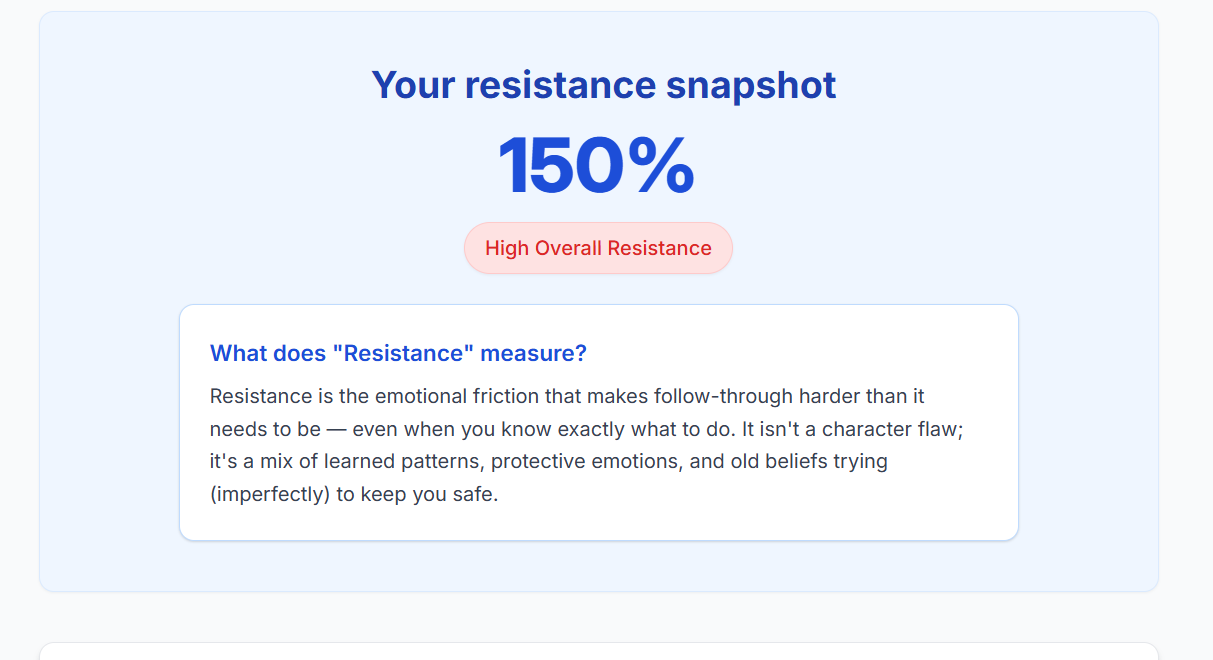 Your resistance snapshot
150%
High Overall Resistance
What does "Resistance" measure?
Resistance is the emotional friction that makes follow-through harder than it
needs to be — even when you know exactly what to do. It isn't a character flaw;
it's a mix of learned patterns, protective emotions, and old beliefs trying
(imperfectly) to keep you safe.